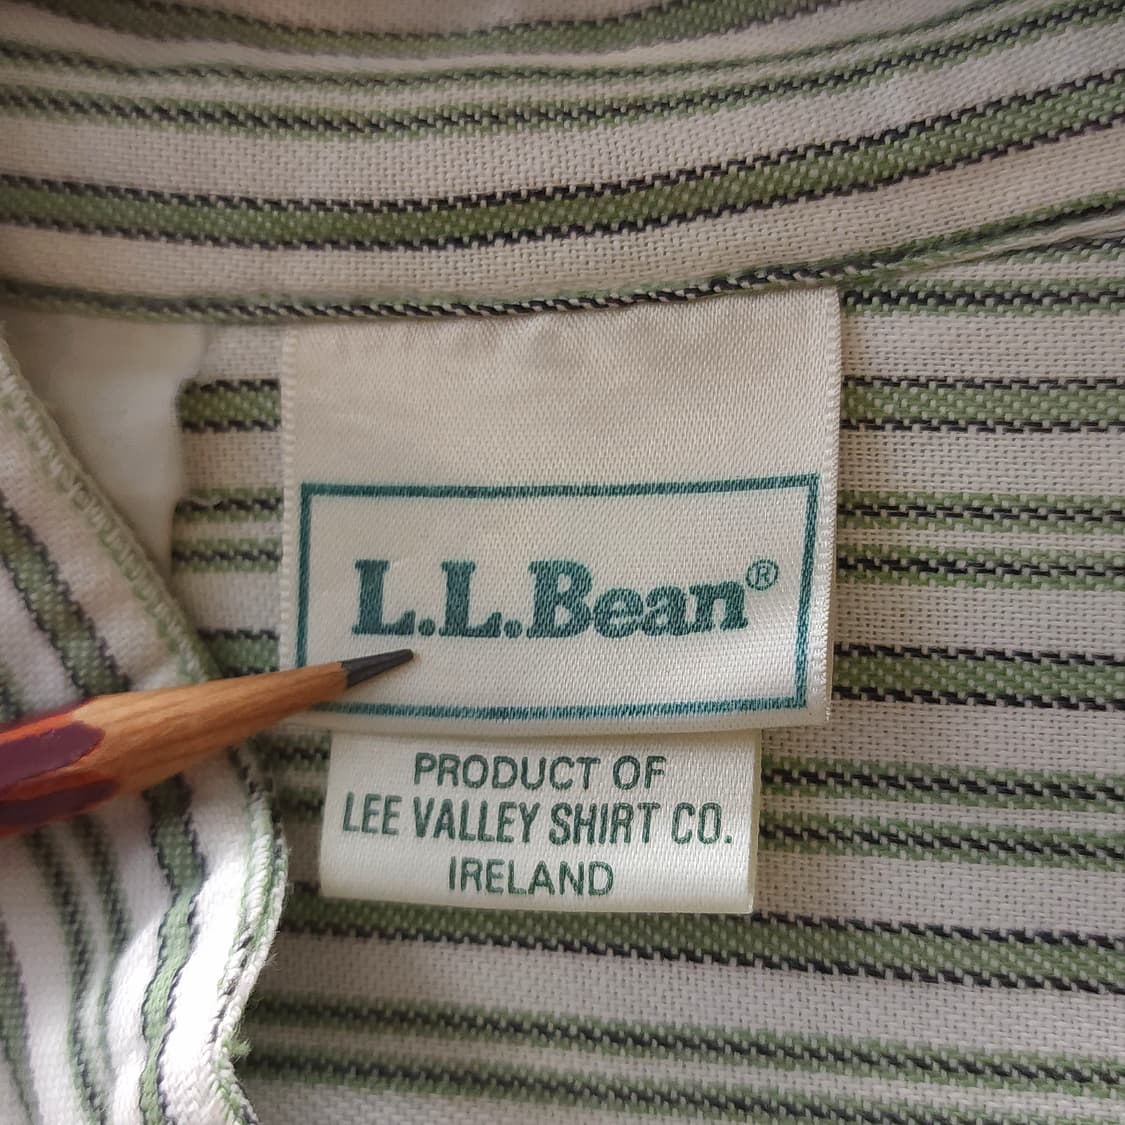 L.L.Bean®
PRODUCT OF
LEE VALLEY SHIRT CO.
IRELAND